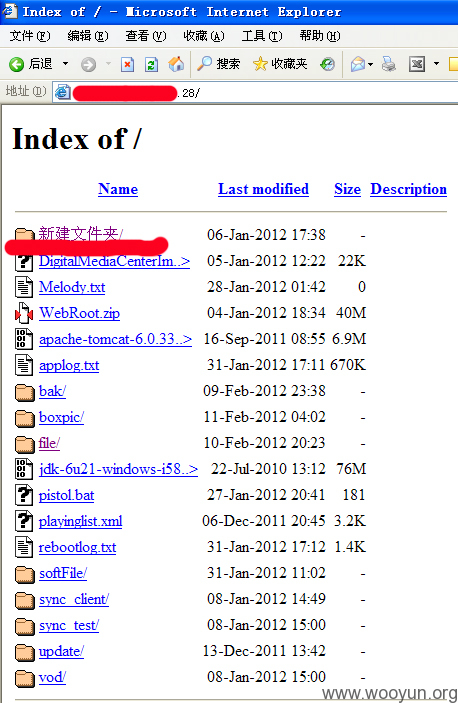 Index of / - Microsoft Internet Explorer
文件(F) 编辑(E) 查看(V) 收藏(A) 工具(T) 帮助(H)
后退 搜索 收藏夹
地址(D) .28/
Index of /
Name Last modified Size Description
新建文件夹/ 06-Jan-2012 17:38 -
DigitalMediaCenterIm..> 05-Jan-2012 12:22 22K
Melody.txt 28-Jan-2012 01:42 0
WebRoot.zip 04-Jan-2012 18:34 40M
apache-tomcat-6.0.33..> 16-Sep-2011 08:55 6.9M
applog.txt 31-Jan-2012 17:11 670K
bak/ 09-Feb-2012 23:38 -
boxpic/ 11-Feb-2012 04:02 -
file/ 10-Feb-2012 20:23 -
jdk-6u21-windows-i58..> 22-Jul-2010 13:12 76M
pistol.bat 27-Jan-2012 20:41 181
playinglist.xml 06-Dec-2011 20:45 3.2K
rebootlog.txt 31-Jan-2012 17:12 1.4K
softFile/ 31-Jan-2012 11:02 -
sync_client/ 08-Jan-2012 14:49 -
sync_test/ 08-Jan-2012 15:00 -
update/ 13-Dec-2011 13:42 -
vod/ 08-Jan-2012 15:00 -
www.wooyun.org